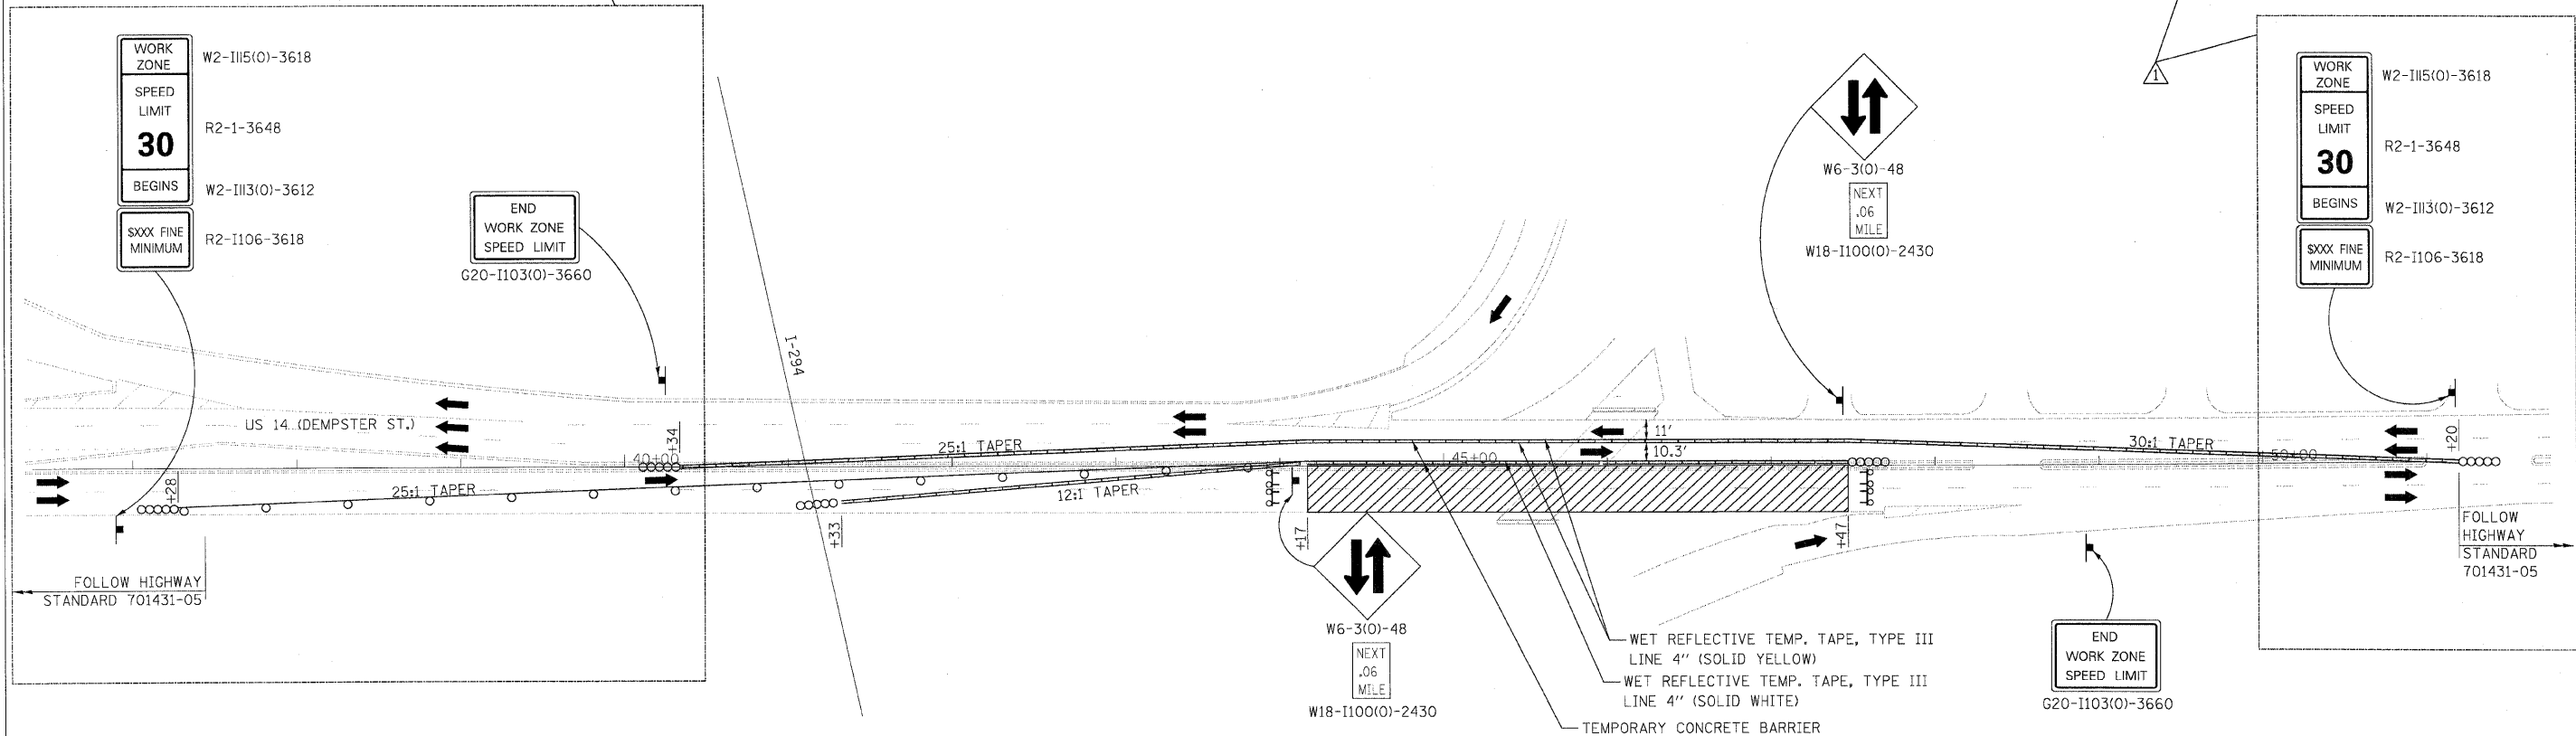 WORK
ZONE
W2-I115(O)-3618
SPEED
LIMIT
30
R2-1-3648
BEGINS
W2-I113(O)-3612
$XXX FINE
MINIMUM
R2-I106-3618
END
WORK ZONE
SPEED LIMIT
G20-I103(O)-3660
I-294
W6-3(O)-48
NEXT
.06
MILE
W18-I100(O)-2430
1
WORK
ZONE
W2-I115(O)-3618
SPEED
LIMIT
30
R2-1-3648
BEGINS
W2-I113(O)-3612
$XXX FINE
MINIMUM
R2-I106-3618
US 14 (DEMPSTER ST.)
40+00
+34
25:1 TAPER
45+00
11'
10.3'
30:1 TAPER
50+00
+20
+28
25:1 TAPER
12:1 TAPER
+33
+17
+47
FOLLOW HIGHWAY
STANDARD 701431-05
FOLLOW
HIGHWAY
STANDARD
701431-05
W6-3(O)-48
NEXT
.06
MILE
W18-I100(O)-2430
WET REFLECTIVE TEMP. TAPE, TYPE III
LINE 4" (SOLID YELLOW)
WET REFLECTIVE TEMP. TAPE, TYPE III
LINE 4" (SOLID WHITE)
TEMPORARY CONCRETE BARRIER
END
WORK ZONE
SPEED LIMIT
G20-I103(O)-3660